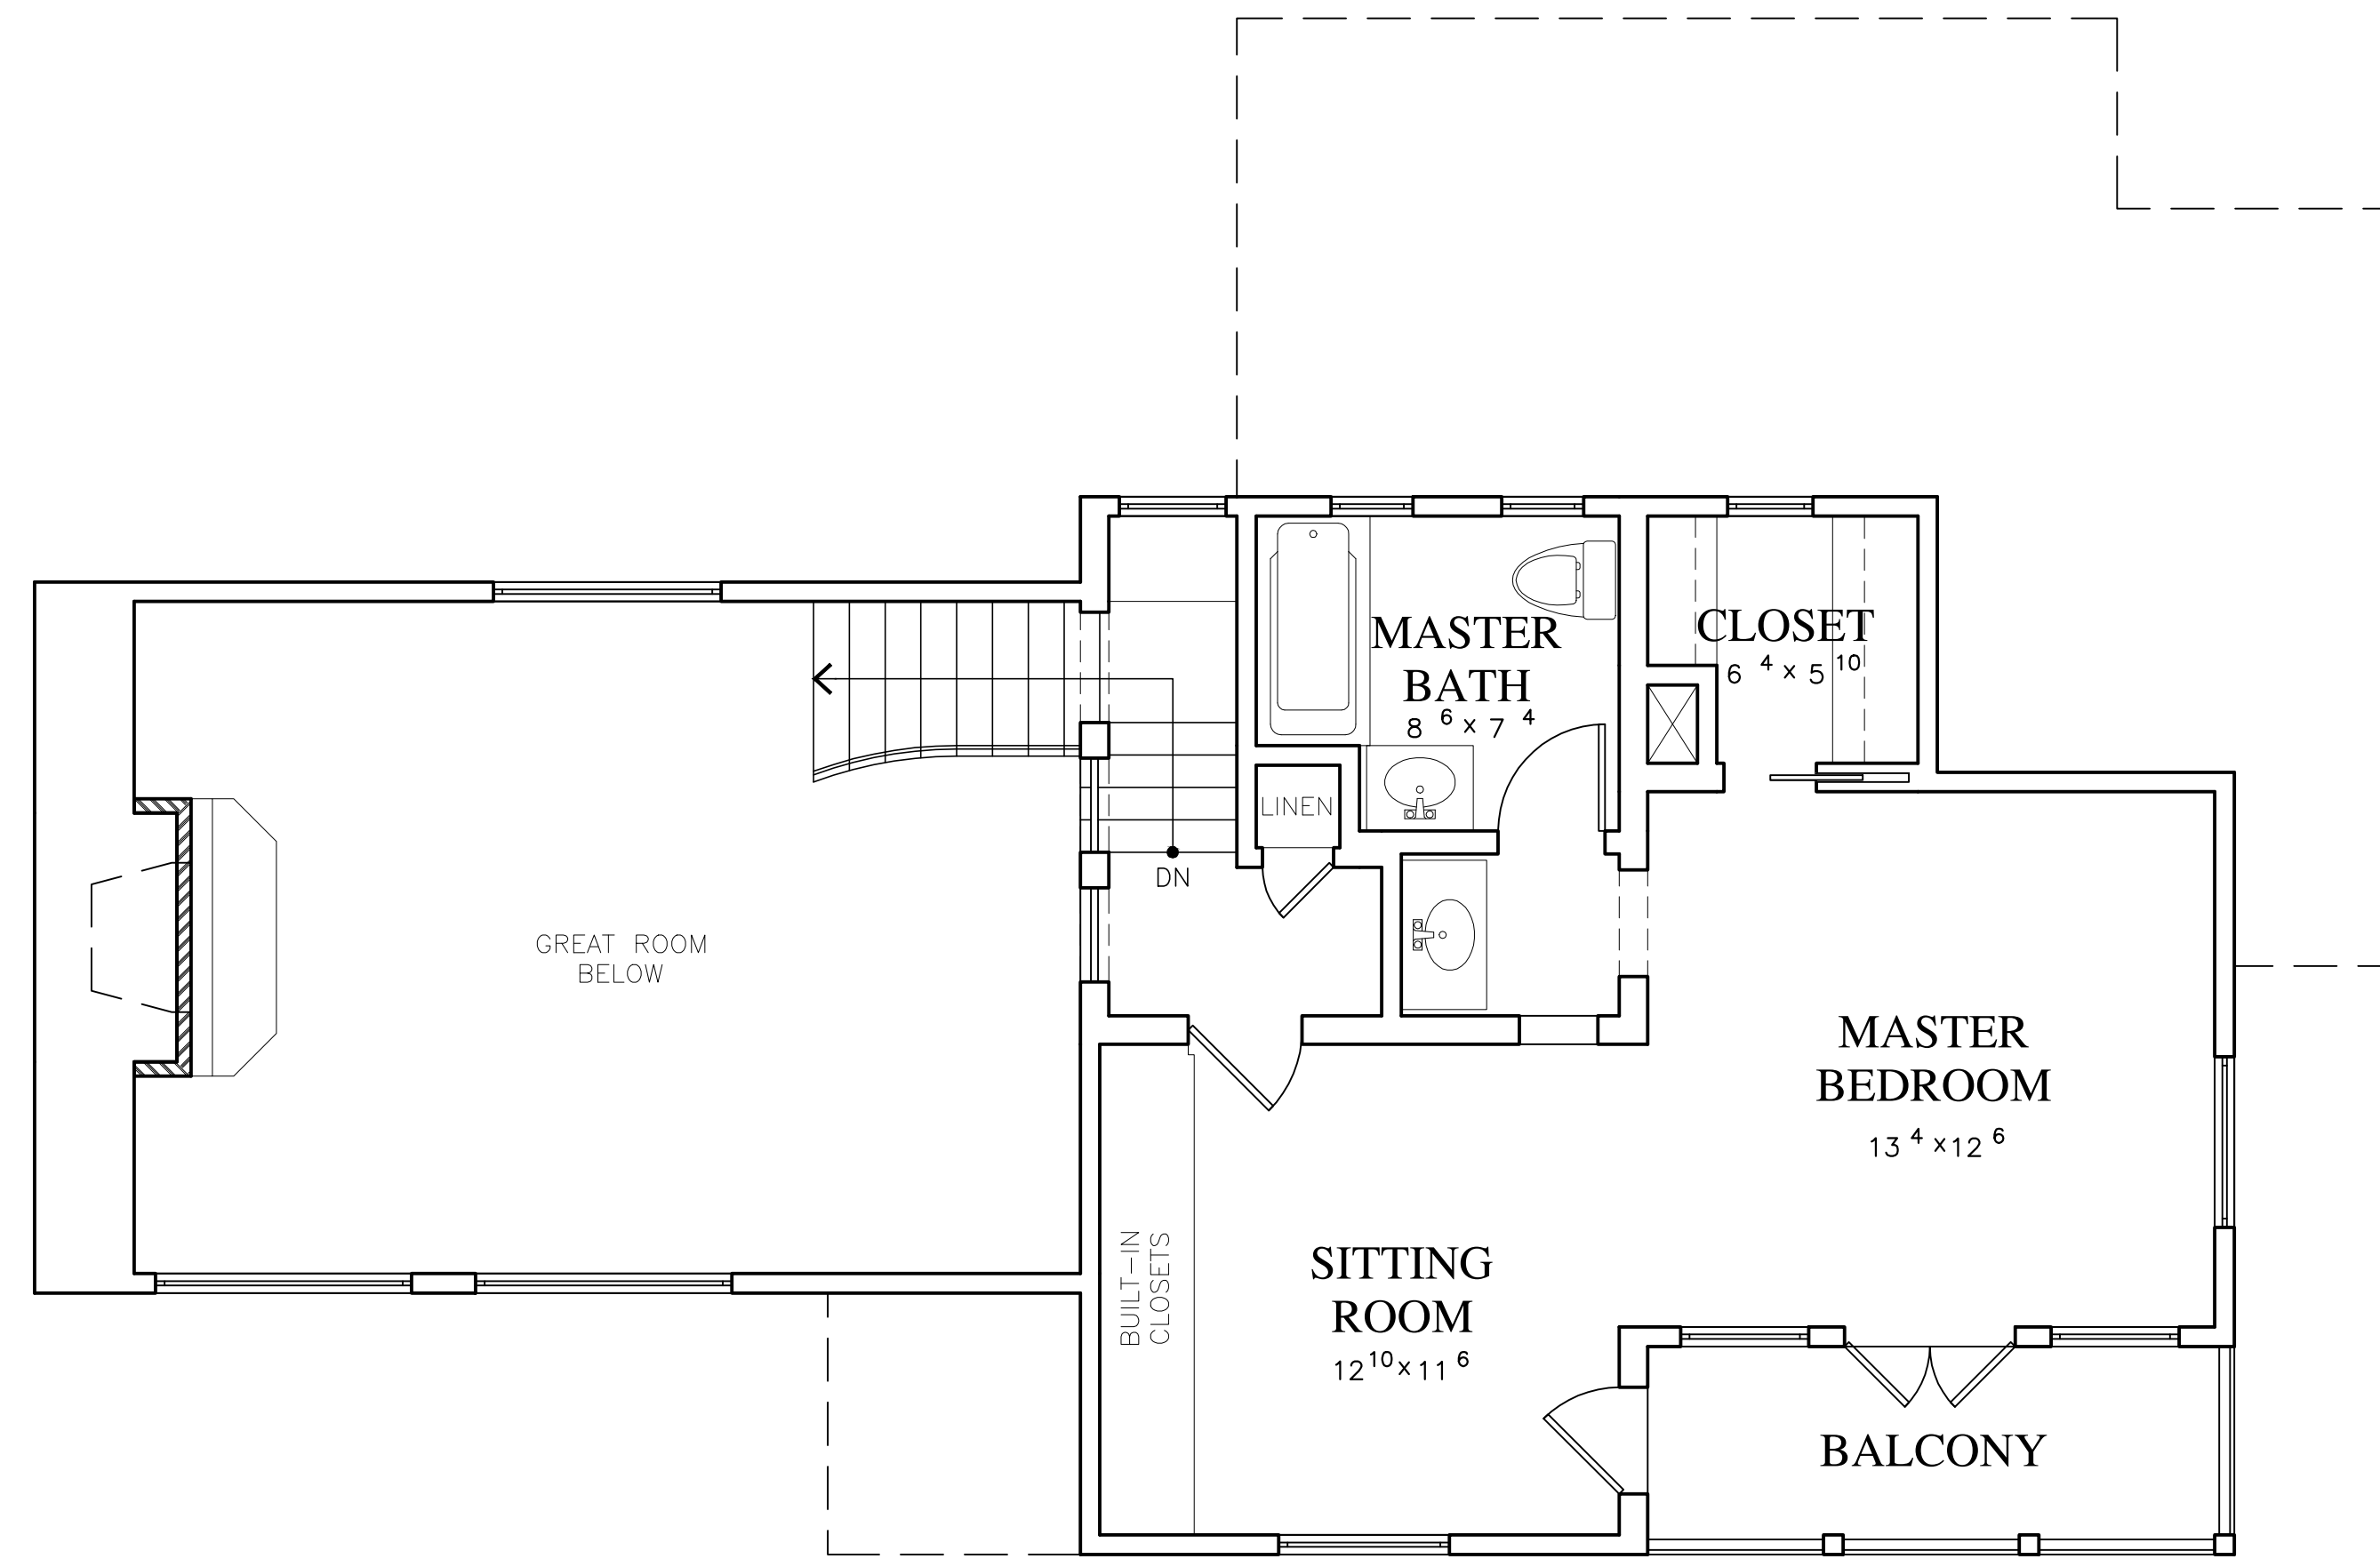 MASTER
BATH
8 6 x 7 4
CLOSET
6 4 x 5 10
LINEN
DN
GREAT ROOM
BELOW
MASTER
BEDROOM
13 4 x 12 6
BUILT-IN
CLOSETS
SITTING
ROOM
12 10 x 11 6
BALCONY